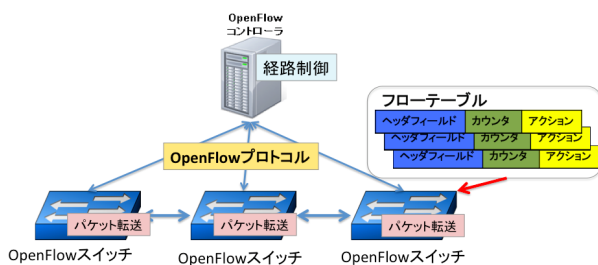 OpenFlow
コントローラ
経路制御
フローテーブル
ヘッダフィールド カウンタ アクション
ヘッダフィールド カウンタ アクション
ヘッダフィールド カウンタ アクション
OpenFlowプロトコル
パケット転送
パケット転送
パケット転送
OpenFlowスイッチ
OpenFlowスイッチ
OpenFlowスイッチ